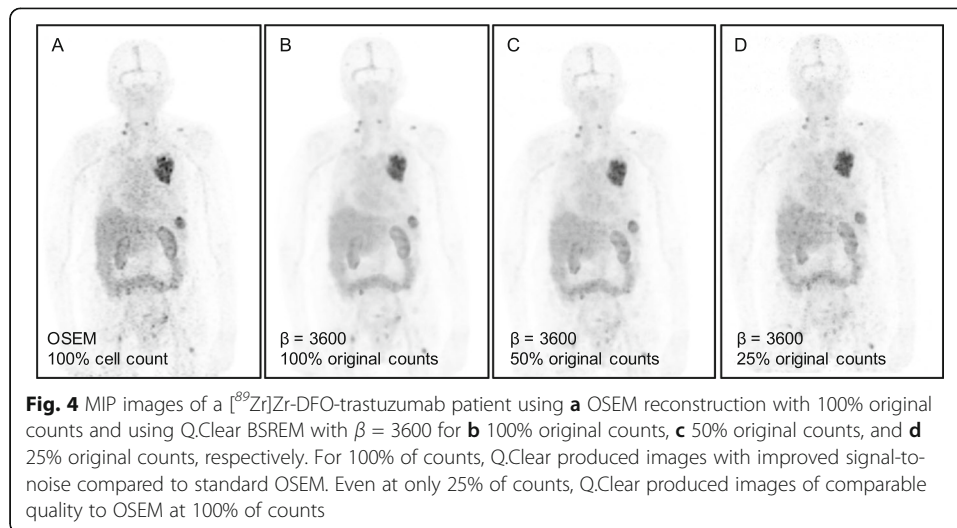 A
B
C
D
OSEM
100% cell count
β = 3600
100% original counts
β = 3600
50% original counts
β = 3600
25% original counts
Fig. 4 MIP images of a [⁸⁹Zr]Zr-DFO-trastuzumab patient using a OSEM reconstruction with 100% original
counts and using Q.Clear BSREM with β = 3600 for b 100% original counts, c 50% original counts, and d
25% original counts, respectively. For 100% of counts, Q.Clear produced images with improved signal-to-
noise compared to standard OSEM. Even at only 25% of counts, Q.Clear produced images of comparable
quality to OSEM at 100% of counts